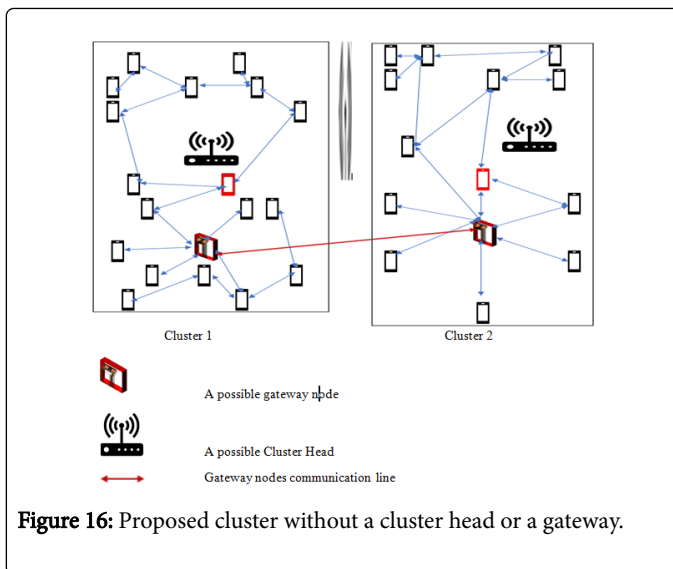 Cluster 1
Cluster 2
A possible gateway node
A possible Cluster Head
Gateway nodes communication line
Figure 16: Proposed cluster without a cluster head or a gateway.